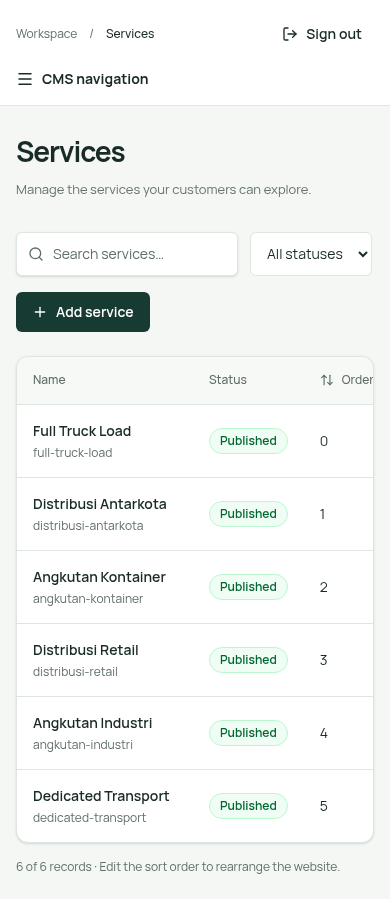 Workspace / Services
Sign out
CMS navigation
Services
Manage the services your customers can explore.
Search services...
All statuses
Add service
Name Status Order
Full Truck Load
full-truck-load
Published 0
Distribusi Antarkota
distribusi-antarkota
Published 1
Angkutan Kontainer
angkutan-kontainer
Published 2
Distribusi Retail
distribusi-retail
Published 3
Angkutan Industri
angkutan-industri
Published 4
Dedicated Transport
dedicated-transport
Published 5
6 of 6 records · Edit the sort order to rearrange the website.